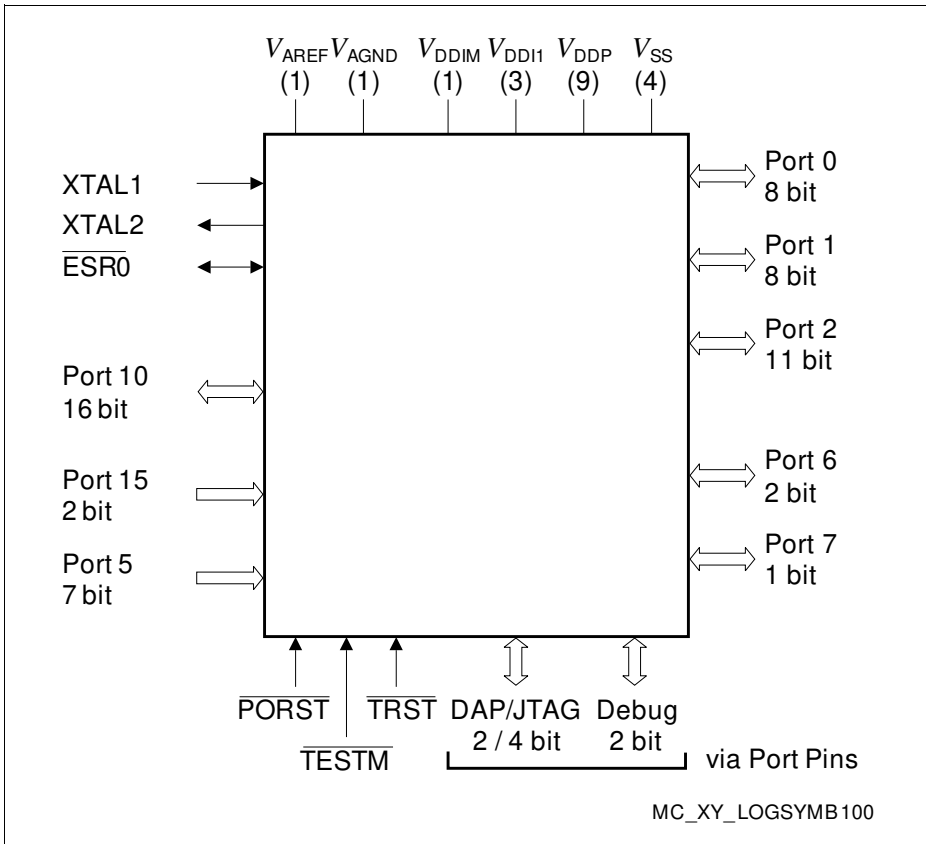 VAREF VAGND VDDIM VDDI1 VDDP VSS
(1) (1) (1) (3) (9) (4)
XTAL1
XTAL2
ESR0
Port 10
16 bit
Port 15
2 bit
Port 5
7 bit
Port 0
8 bit
Port 1
8 bit
Port 2
11 bit
Port 6
2 bit
Port 7
1 bit
PORST
TESTM
TRST
DAP/JTAG
2 / 4 bit
Debug
2 bit
via Port Pins
MC_XY_LOGSYMB100